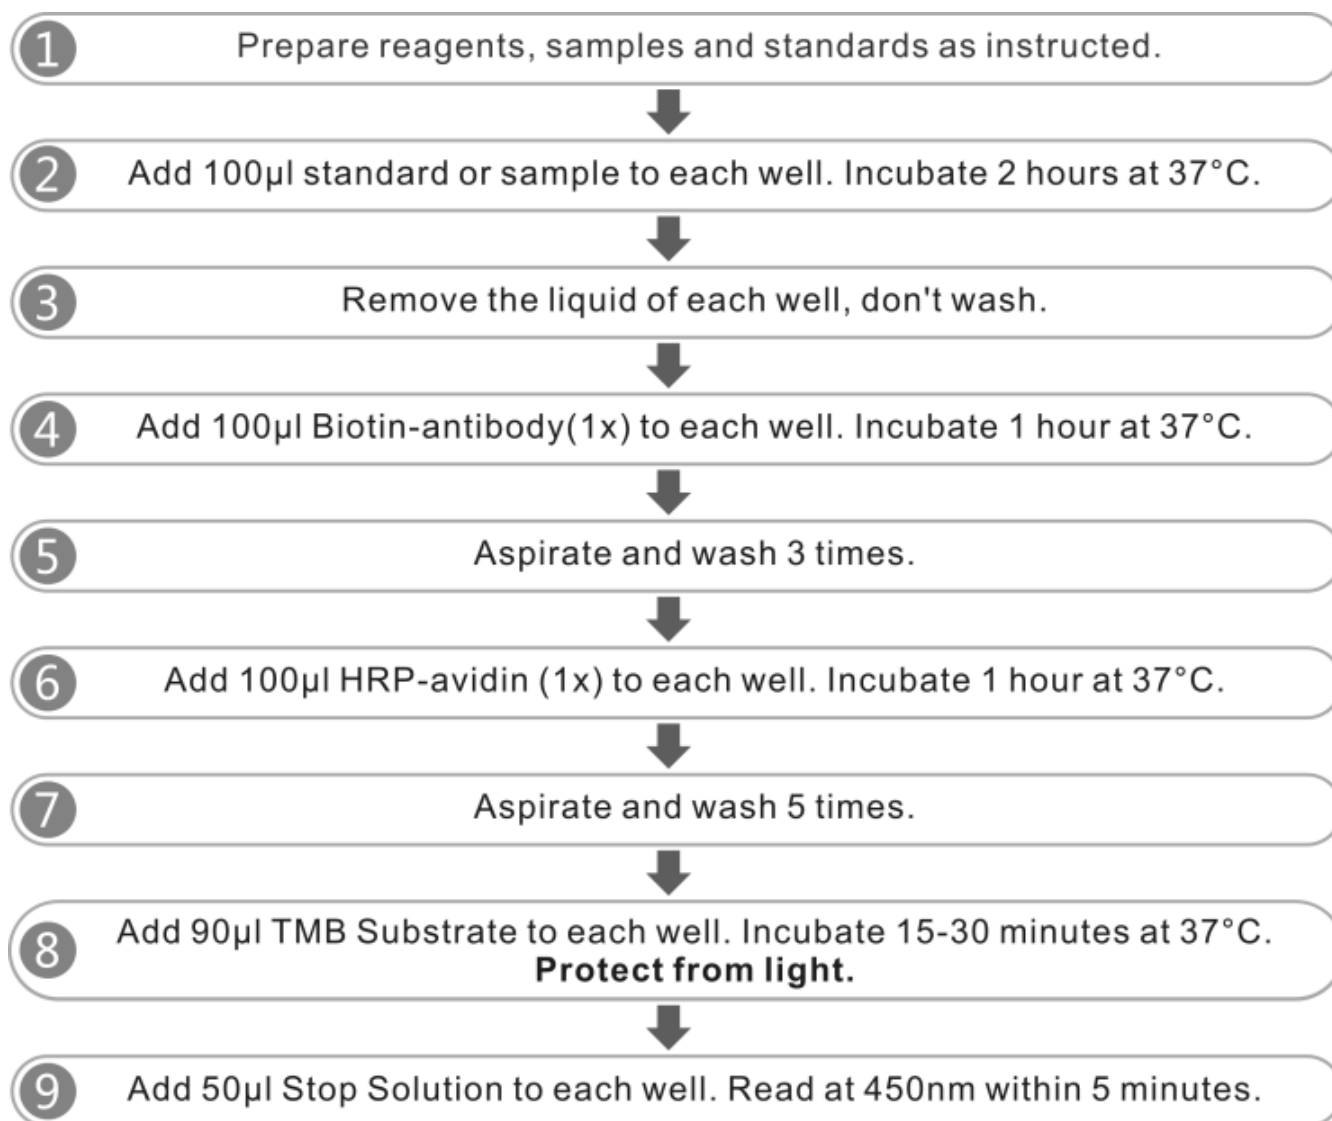 1 Prepare reagents, samples and standards as instructed.
2 Add 100µl standard or sample to each well. Incubate 2 hours at 37°C.
3 Remove the liquid of each well, don't wash.
4 Add 100µl Biotin-antibody(1x) to each well. Incubate 1 hour at 37°C.
5 Aspirate and wash 3 times.
6 Add 100µl HRP-avidin (1x) to each well. Incubate 1 hour at 37°C.
7 Aspirate and wash 5 times.
8 Add 90µl TMB Substrate to each well. Incubate 15-30 minutes at 37°C.
Protect from light.
9 Add 50µl Stop Solution to each well. Read at 450nm within 5 minutes.